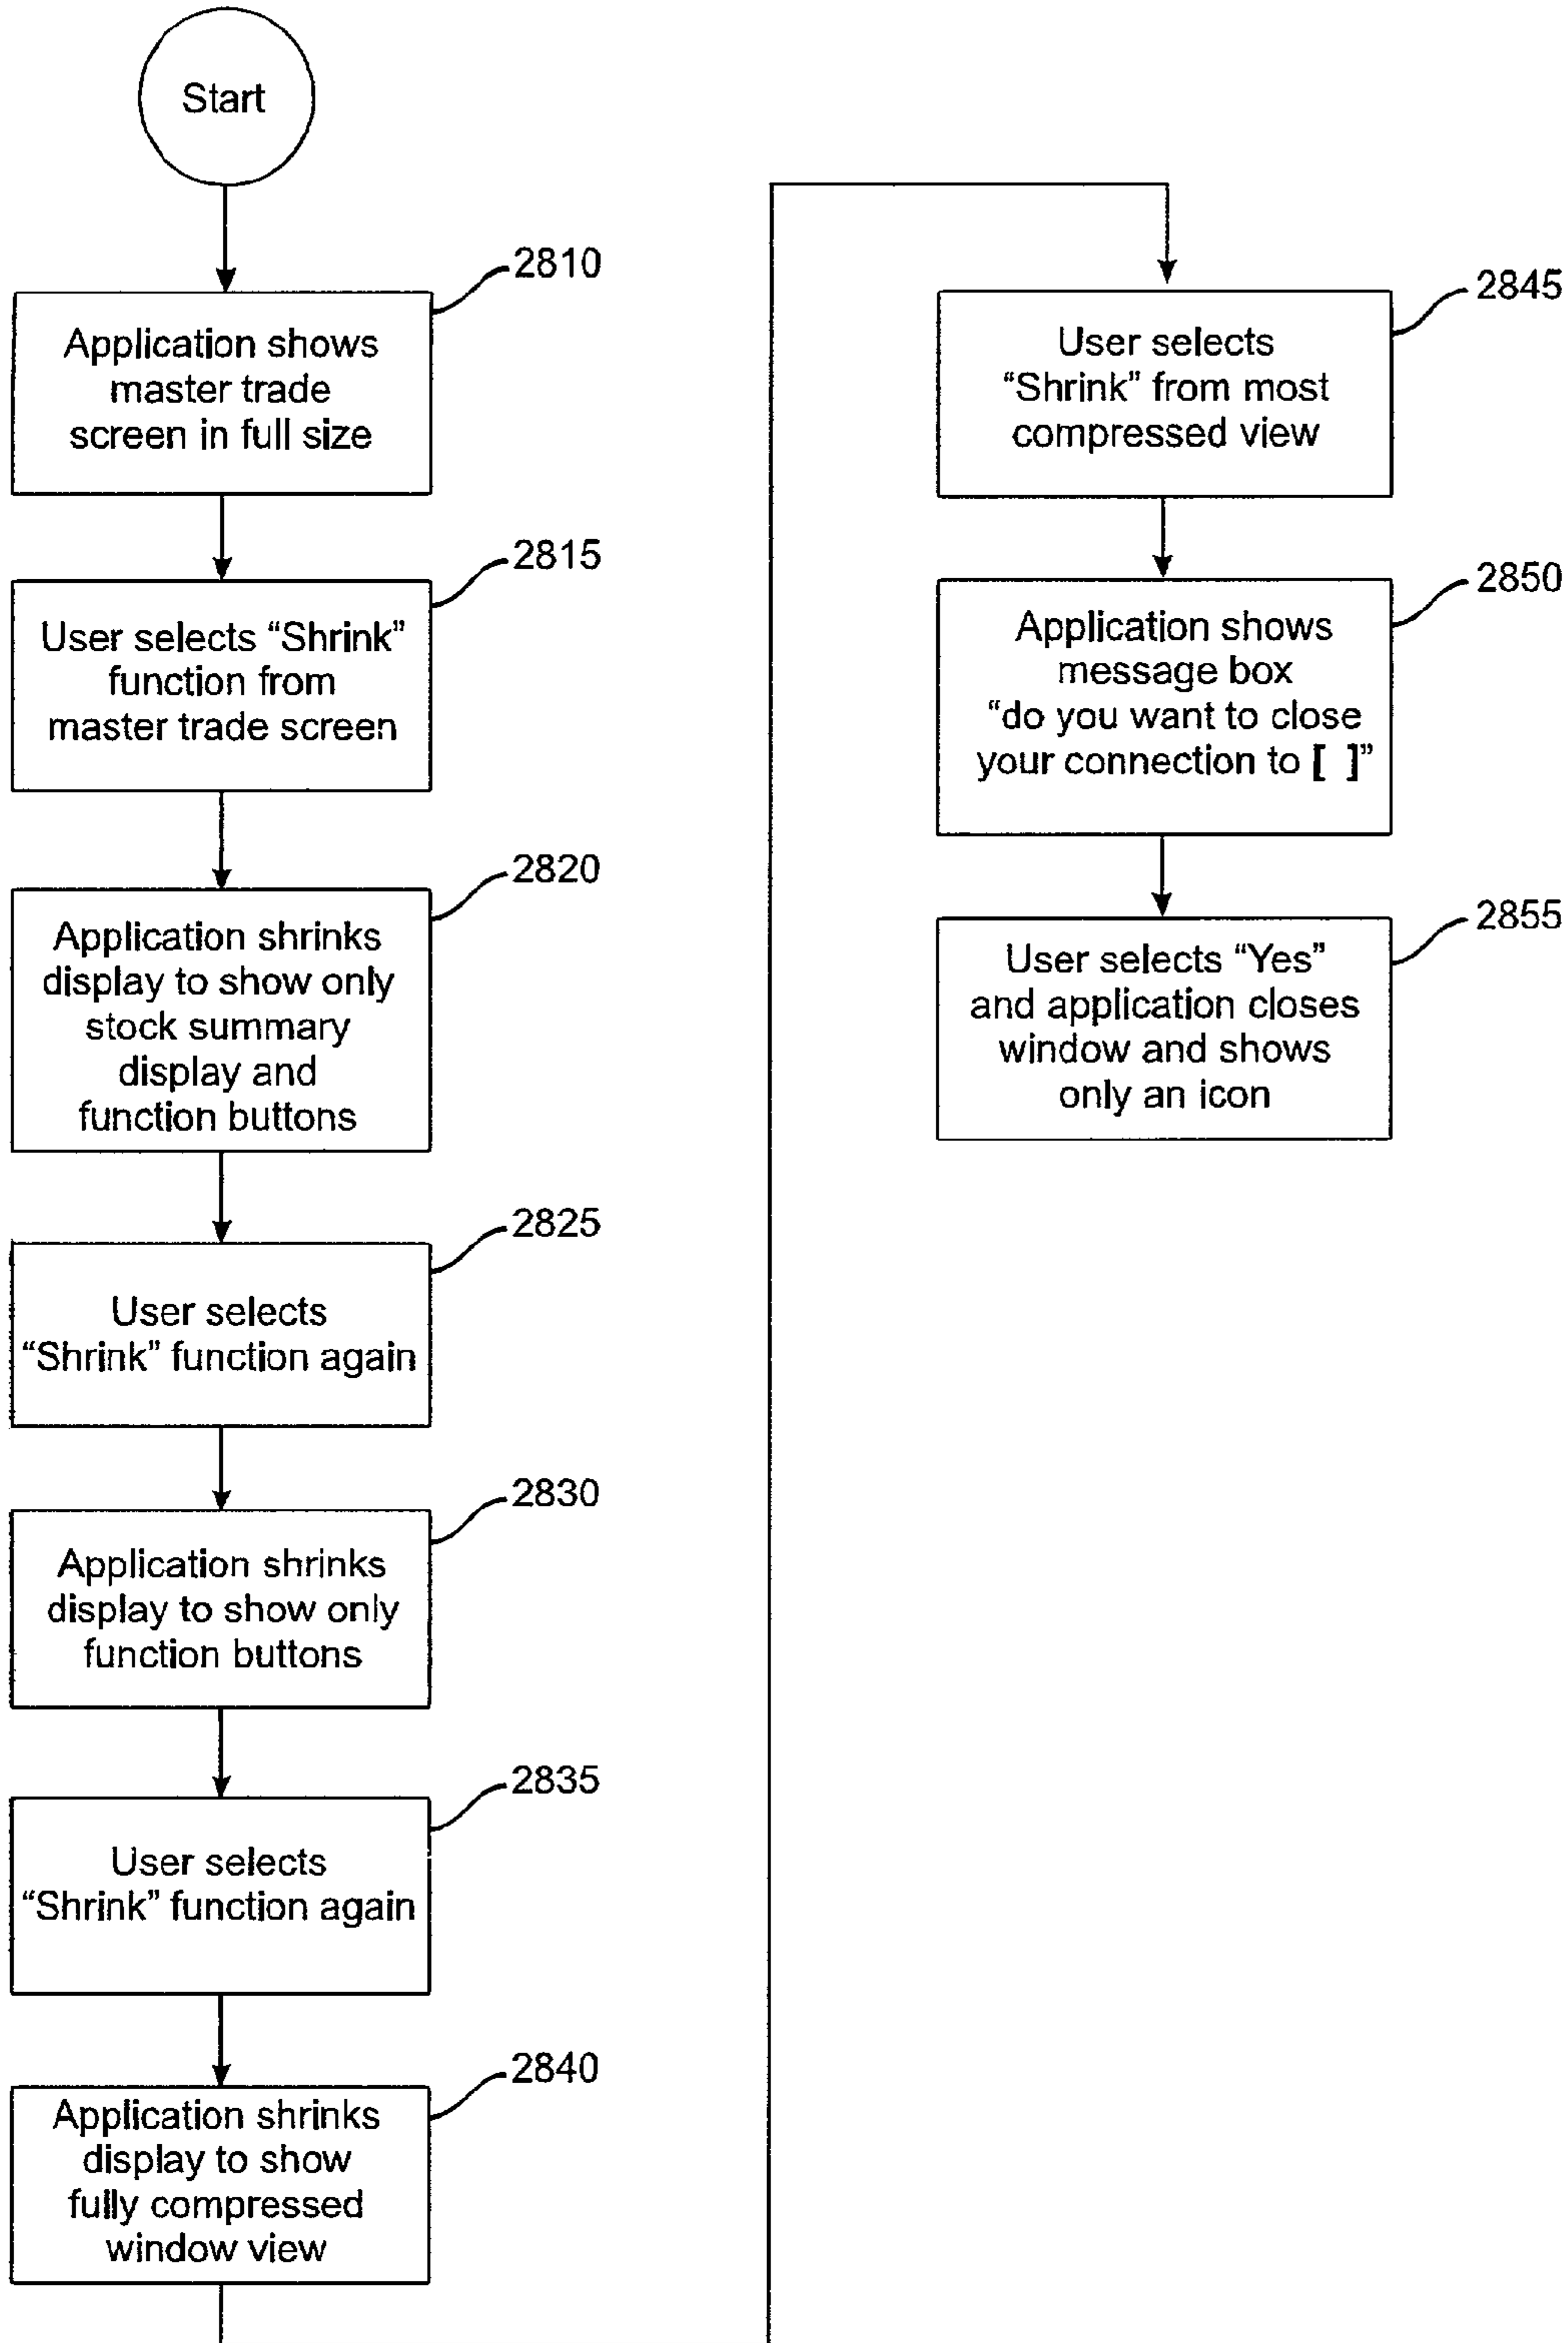 Start
2810
Application shows
master trade
screen in full size
2815
User selects “Shrink”
function from
master trade screen
2820
Application shrinks
display to show only
stock summary
display and
function buttons
2825
User selects
“Shrink” function again
2830
Application shrinks
display to show only
function buttons
2835
User selects
“Shrink” function again
2840
Application shrinks
display to show
fully compressed
window view
2845
User selects
“Shrink” from most
compressed view
2850
Application shows
message box
“do you want to close
your connection to [ ]”
2855
User selects “Yes”
and application closes
window and shows
only an icon